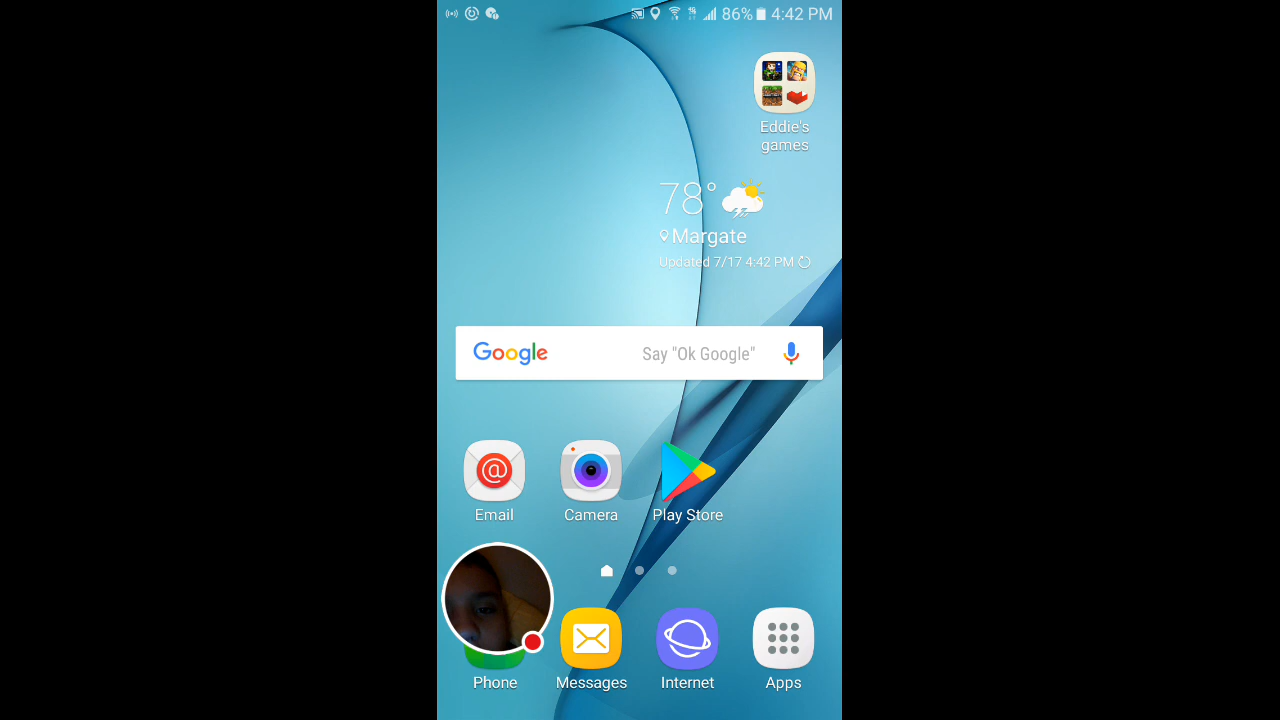 86% 4:42 PM
Eddie's
games
78°
Margate
Updated 7/17 4:42 PM
Google Say "Ok Google"
Email Camera Play Store
Phone Messages Internet Apps